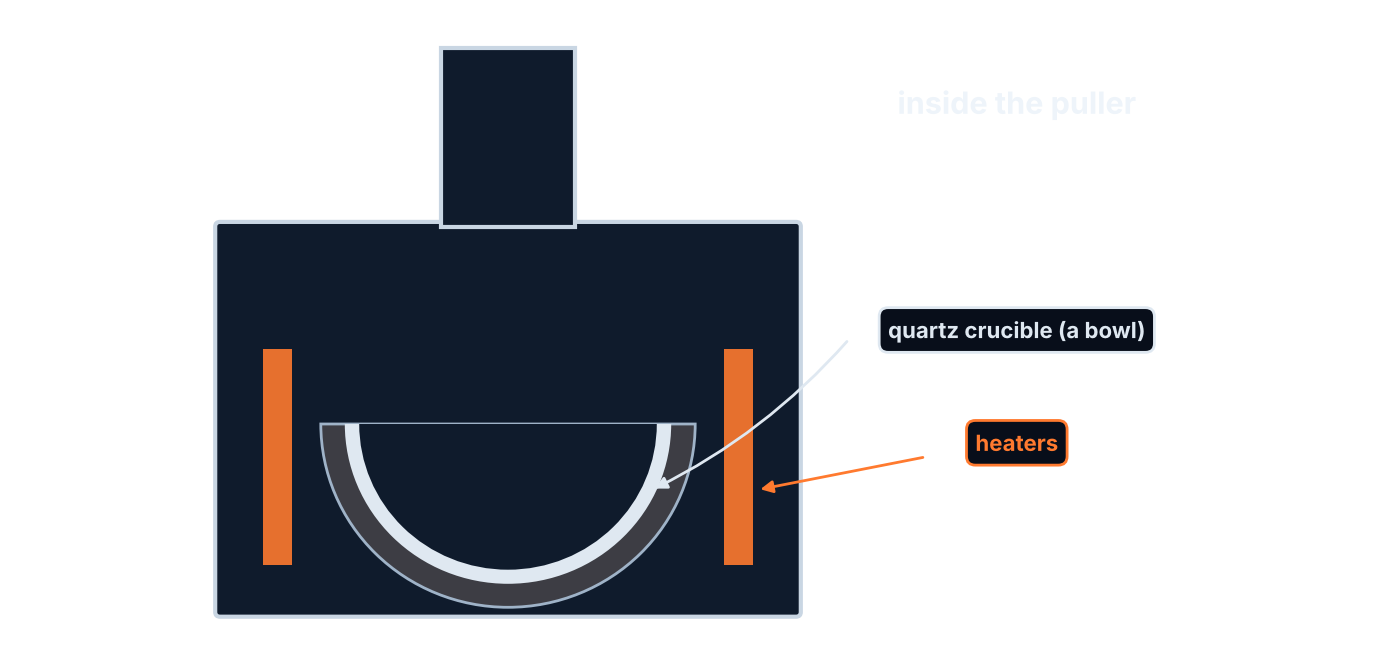 inside the puller
quartz crucible (a bowl)
heaters